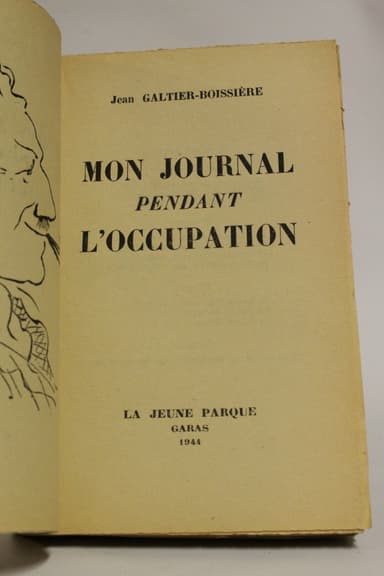 Jean GALTIER-BOISSIÈRE
MON JOURNAL
PENDANT
L'OCCUPATION
LA JEUNE PARQUE
GARAS
1944